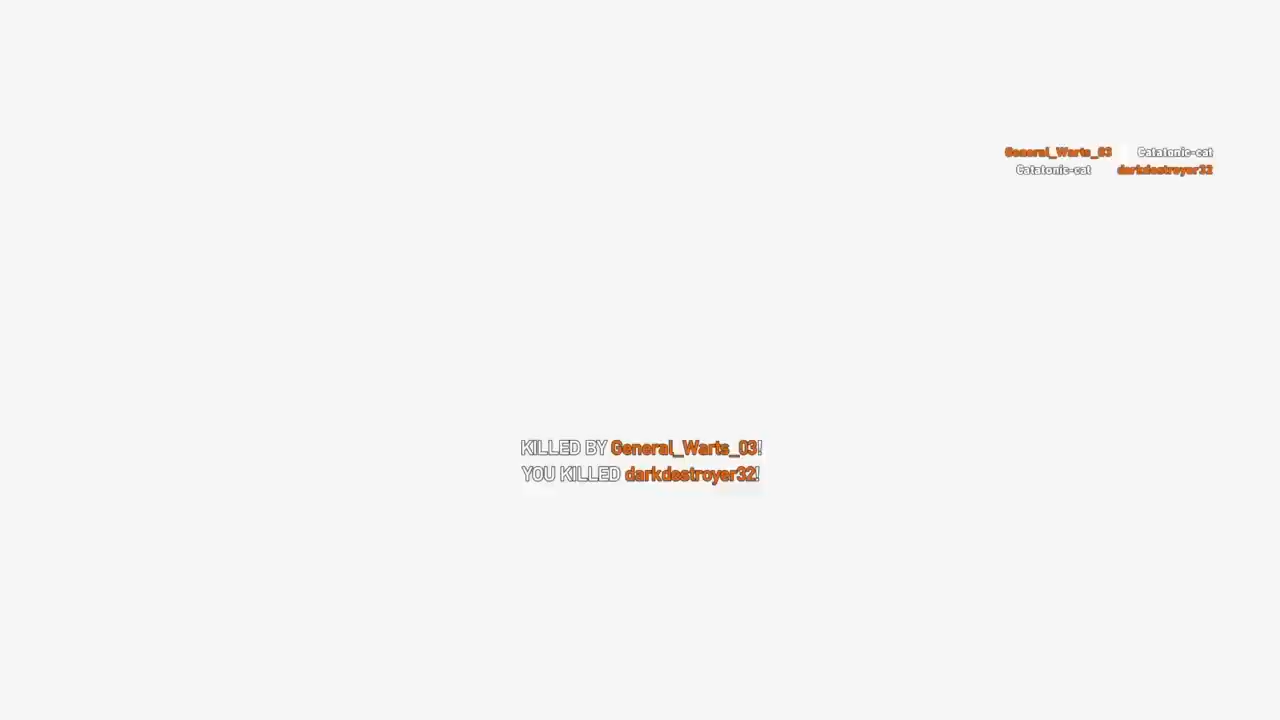 General_Warts_03 Catatonic-cat
Catatonic-cat darkdestroyer32
KILLED BY General_Warts_03!
YOU KILLED darkdestroyer32!